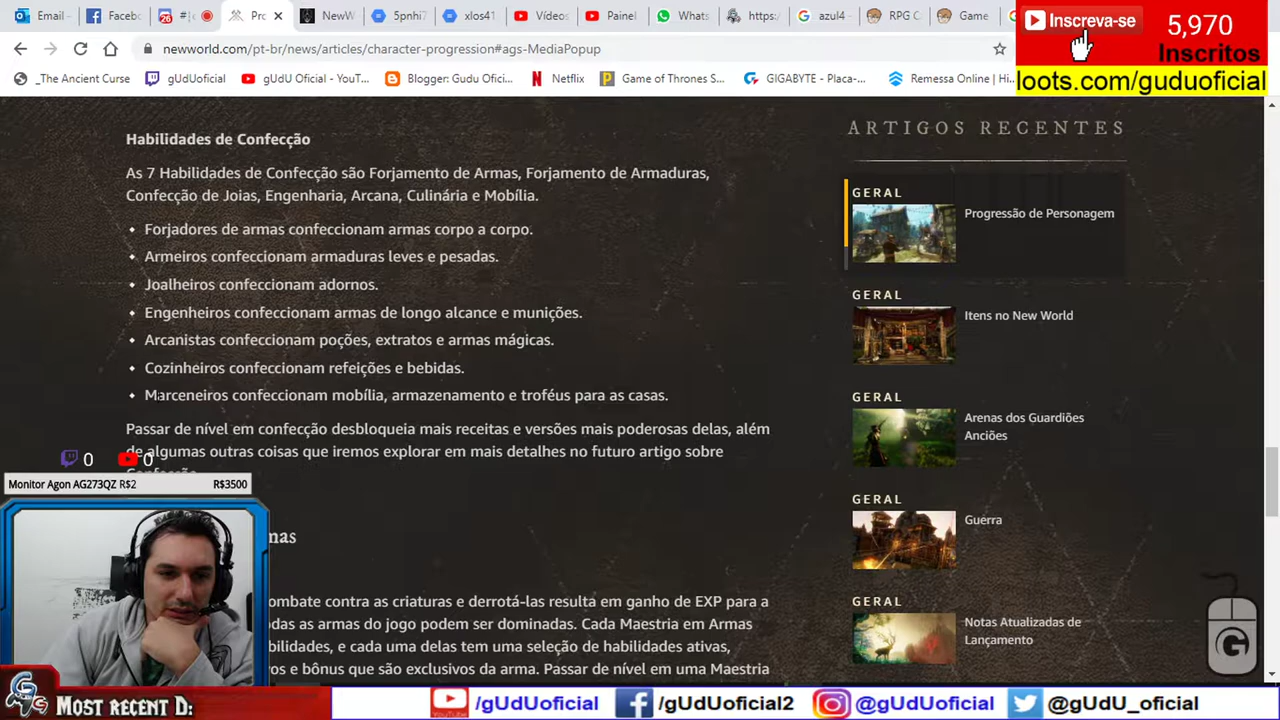 Email -
Faceb
26
#|
Pro
NewW
5pnhi7
xlos41
Vídeos
Painel
Whats
https:
azul4 -
RPG C
Game
Inscreva-se
5,970
Inscritos
newworld.com/pt-br/news/articles/character-progression#ags-MediaPopup
loots.com/guduoficial
_The Ancient Curse
gUdUoficial
gUdU Oficial - YouT...
Blogger: Gudu Ofici...
Netflix
Game of Thrones S...
GIGABYTE - Placa-...
Remessa Online | Hi...
Habilidades de Confecção
As 7 Habilidades de Confecção são Forjamento de Armas, Forjamento de Armaduras,
Confecção de Joias, Engenharia, Arcana, Culinária e Mobília.
Forjadores de armas confeccionam armas corpo a corpo.
Armeiros confeccionam armaduras leves e pesadas.
Joalheiros confeccionam adornos.
Engenheiros confeccionam armas de longo alcance e munições.
Arcanistas confeccionam poções, extratos e armas mágicas.
Cozinheiros confeccionam refeições e bebidas.
Marceneiros confeccionam mobília, armazenamento e troféus para as casas.
Passar de nível em confecção desbloqueia mais receitas e versões mais poderosas delas, além
de algumas outras coisas que iremos explorar em mais detalhes no futuro artigo sobre
0
0
Monitor Agon AG273QZ R$2 R$3500
mas
ombate contra as criaturas e derrotá-las resulta em ganho de EXP para a
odas as armas do jogo podem ser dominadas. Cada Maestria em Armas
bilidades, e cada uma delas tem uma seleção de habilidades ativas,
os e bônus que são exclusivos da arma. Passar de nível em uma Maestria
ARTIGOS RECENTES
GERAL
Progressão de Personagem
GERAL
Itens no New World
GERAL
Arenas dos Guardiões
Anciões
GERAL
Guerra
GERAL
Notas Atualizadas de
Lançamento
G
Most recent D:
/gUdUoficial
/gUdUoficial2
@gUdUoficial
@gUdU_oficial